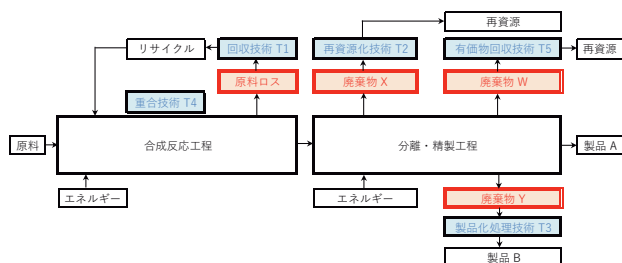 再資源
リサイクル
回収技術 T1
再資源化技術 T2
有価物回収技術 T5
再資源
原料ロス
廃棄物 X
廃棄物 W
重合技術 T4
原料
合成反応工程
分離・精製工程
製品 A
エネルギー
エネルギー
廃棄物 Y
製品化処理技術 T3
製品 B